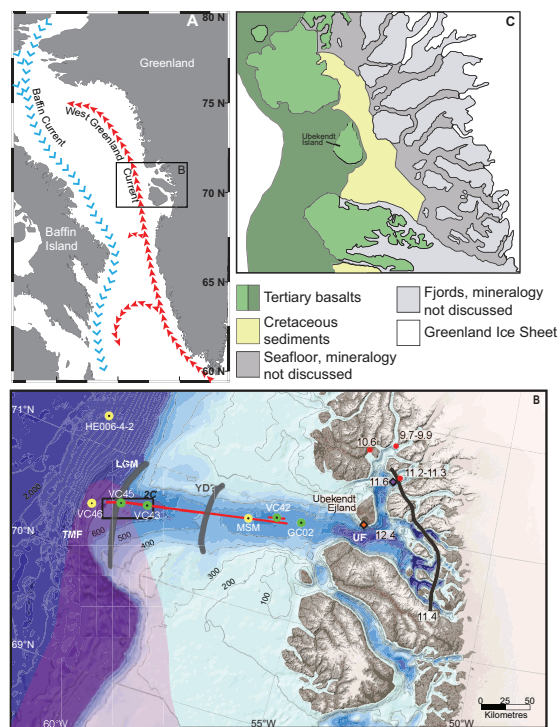 A
80 N
Greenland
75 N
Baffin Current
West Greenland Current
B
70 N
Baffin
Island
65 N
60 N
C
Ubekendt
Island
Tertiary basalts
Cretaceous
sediments
Seafloor, mineralogy
not discussed
Fjords, mineralogy
not discussed
Greenland Ice Sheet
B
71°N
HE006-4-2
10.6
9.7-9.9
2,000
LGM
11.2-11.3
11.6
YD
VC45
2C
Ubekendt
Ejland
VC46
VC43
VC42
MSM
GC02
70°N
TMF
600
500
400
UF
12.4
300
200
100
11.4
69°N
0 25 50
Kilometres
60°W
55°W
50°W